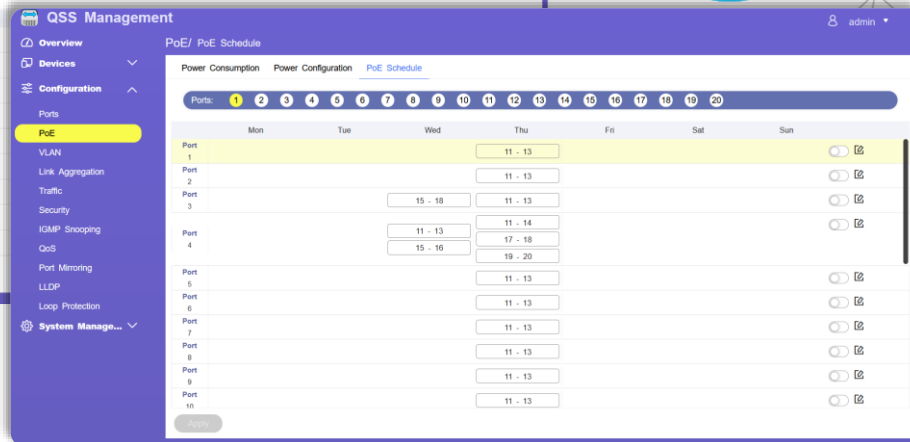 QSS Management
admin
Overview
Devices
Configuration
Ports
PoE
VLAN
Link Aggregation
Traffic
Security
IGMP Snooping
QoS
Port Mirroring
LLDP
Loop Protection
System Manage...
PoE/ PoE Schedule
Power Consumption Power Configuration PoE Schedule
Ports: 1 2 3 4 5 6 7 8 9 10 11 12 13 14 15 16 17 18 19 20
Mon Tue Wed Thu Fri Sat Sun
Port
1
11 - 13
Port
2
11 - 13
Port
3
15 - 18 11 - 13
Port
4
11 - 13
15 - 16
11 - 14
17 - 18
19 - 20
Port
5
11 - 13
Port
6
11 - 13
Port
7
11 - 13
Port
8
11 - 13
Port
9
11 - 13
Port
10
11 - 13
Apply